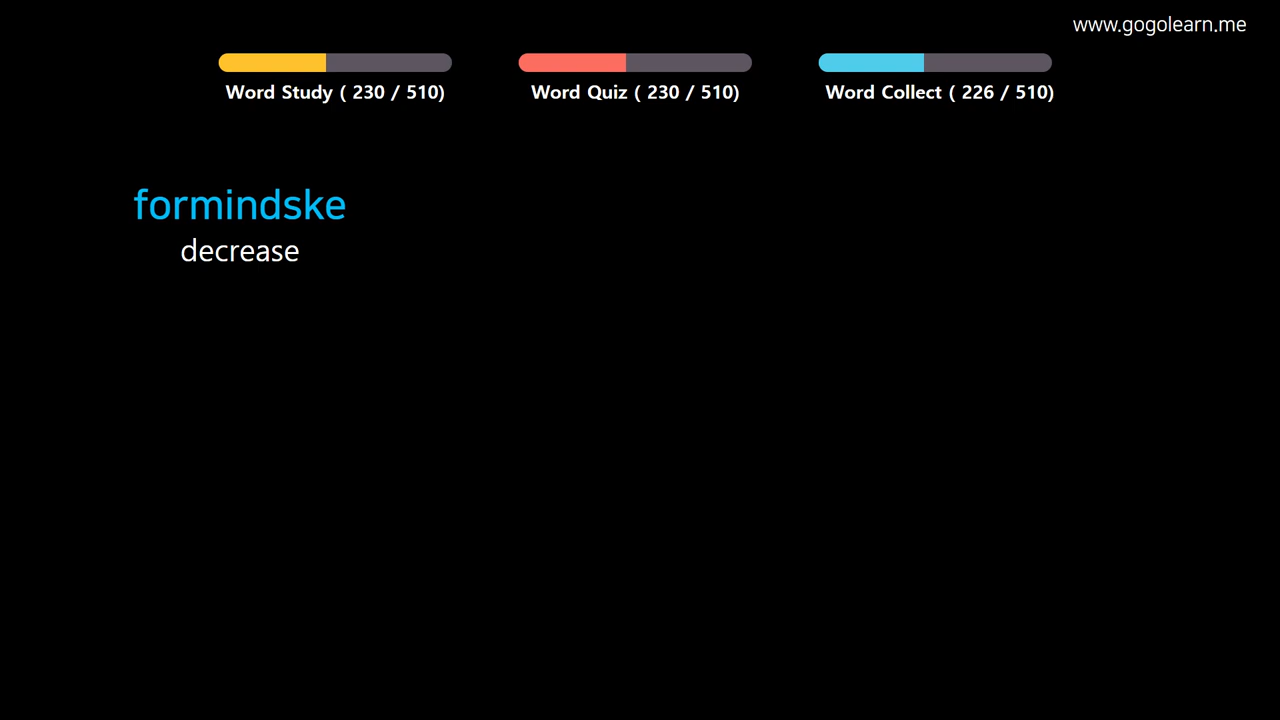 www.gogolearn.me
Word Study ( 230 / 510)
Word Quiz ( 230 / 510)
Word Collect ( 226 / 510)
formindske
decrease